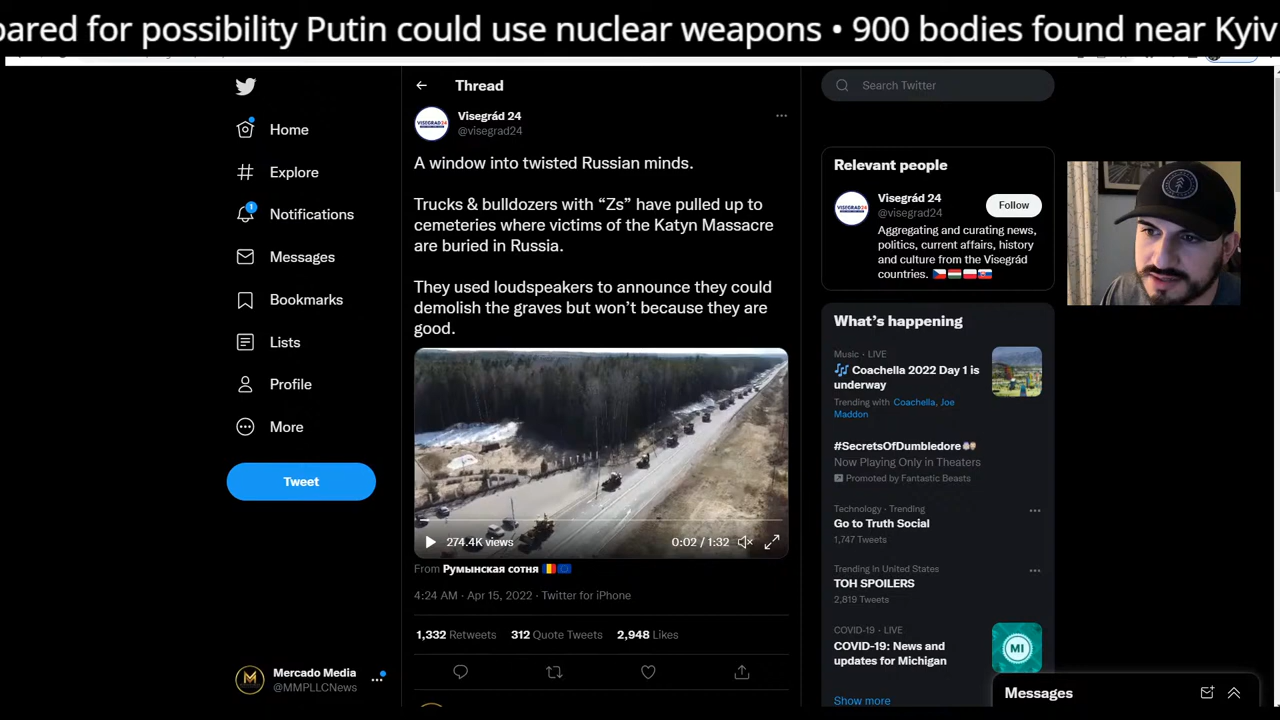 pared for possibility Putin could use nuclear weapons • 900 bodies found near Kyiv
Home
Explore
Notifications
1
Messages
Bookmarks
Lists
Profile
More
Tweet
Mercado Media
@MMPLLCNews
Thread
VISEGRAD24
Visegrád 24
@visegrad24
A window into twisted Russian minds.
Trucks & bulldozers with “Zs” have pulled up to
cemeteries where victims of the Katyn Massacre
are buried in Russia.
They used loudspeakers to announce they could
demolish the graves but won’t because they are
good.
274.4K views
0:02 / 1:32
From Румынская сотня
4:24 AM · Apr 15, 2022 · Twitter for iPhone
1,332 Retweets 312 Quote Tweets 2,948 Likes
Search Twitter
Relevant people
VISEGRAD24
Visegrád 24
@visegrad24
Follow
Aggregating and curating news,
politics, current affairs, history
and culture from the Visegrád
countries.
What’s happening
Music · LIVE
Coachella 2022 Day 1 is
underway
Trending with Coachella, Joe
Maddon
#SecretsOfDumbledore
Now Playing Only in Theaters
Promoted by Fantastic Beasts
Technology · Trending
Go to Truth Social
1,747 Tweets
Trending in United States
TOH SPOILERS
2,819 Tweets
COVID-19 · LIVE
COVID-19: News and
updates for Michigan
MI
Show more
Messages